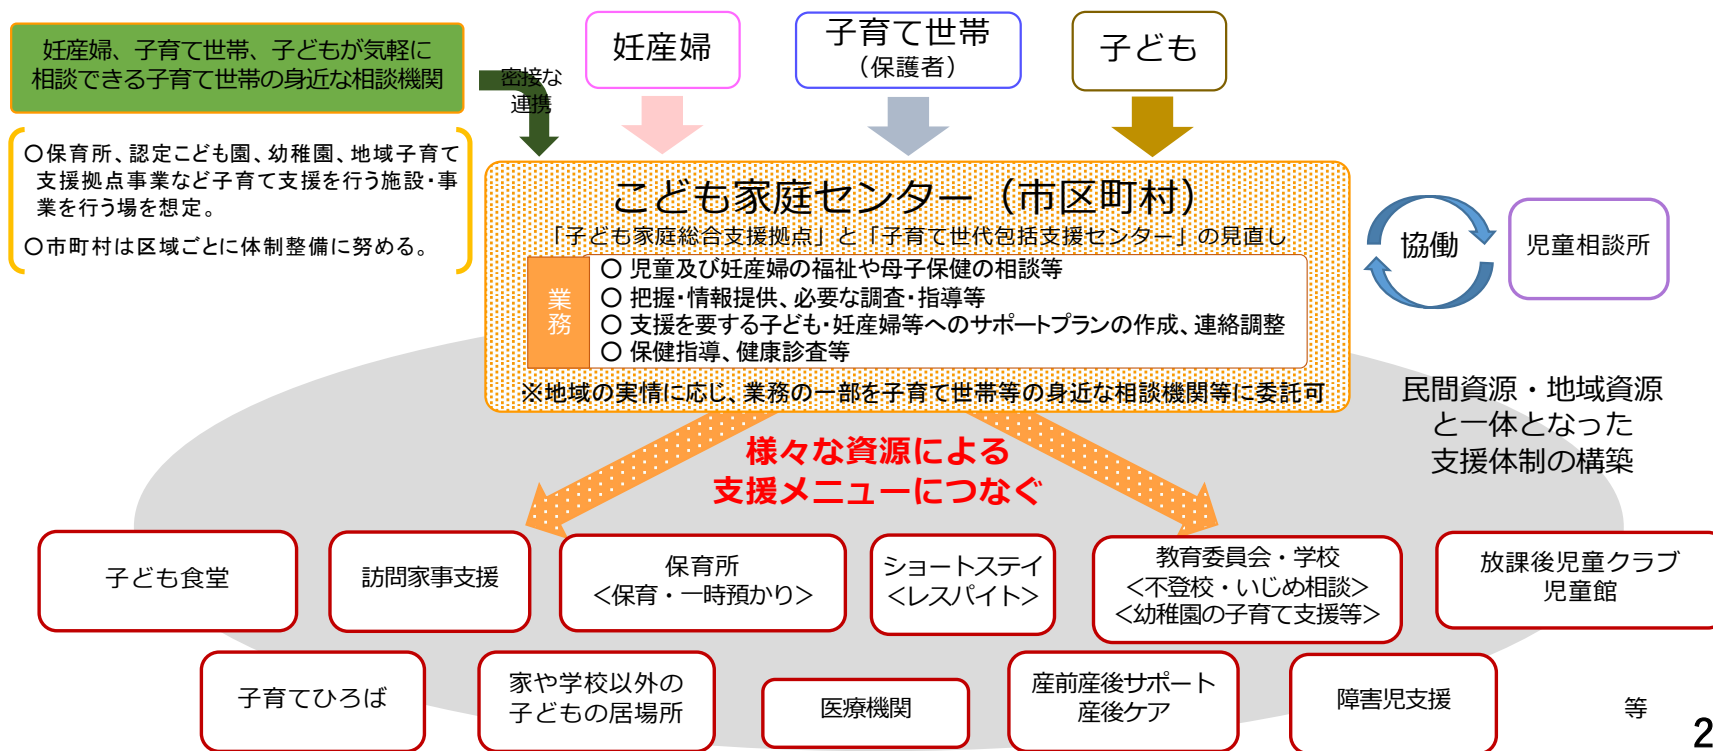 妊産婦、子育て世帯、子どもが気軽に
相談できる子育て世帯の身近な相談機関
密接な
連携
妊産婦
子育て世帯
（保護者）
子ども
〇保育所、認定こども園、幼稚園、地域子育て
支援拠点事業など子育て支援を行う施設・事
業を行う場を想定。
〇市町村は区域ごとに体制整備に努める。
こども家庭センター（市区町村）
「子ども家庭総合支援拠点」と「子育て世代包括支援センター」の見直し
業務
〇 児童及び妊産婦の福祉や母子保健の相談等
〇 把握・情報提供、必要な調査・指導等
〇 支援を要する子ども・妊産婦等へのサポートプランの作成、連絡調整
〇 保健指導、健康診査等
※地域の実情に応じ、業務の一部を子育て世帯等の身近な相談機関等に委託可
協働
児童相談所
民間資源・地域資源
と一体となった
支援体制の構築
様々な資源による
支援メニューにつなぐ
子ども食堂
訪問家事支援
保育所
<保育・一時預かり>
ショートステイ
<レスパイト>
教育委員会・学校
<不登校・いじめ相談>
<幼稚園の子育て支援等>
放課後児童クラブ
児童館
子育てひろば
家や学校以外の
子どもの居場所
医療機関
産前産後サポート
産後ケア
障害児支援
等
2